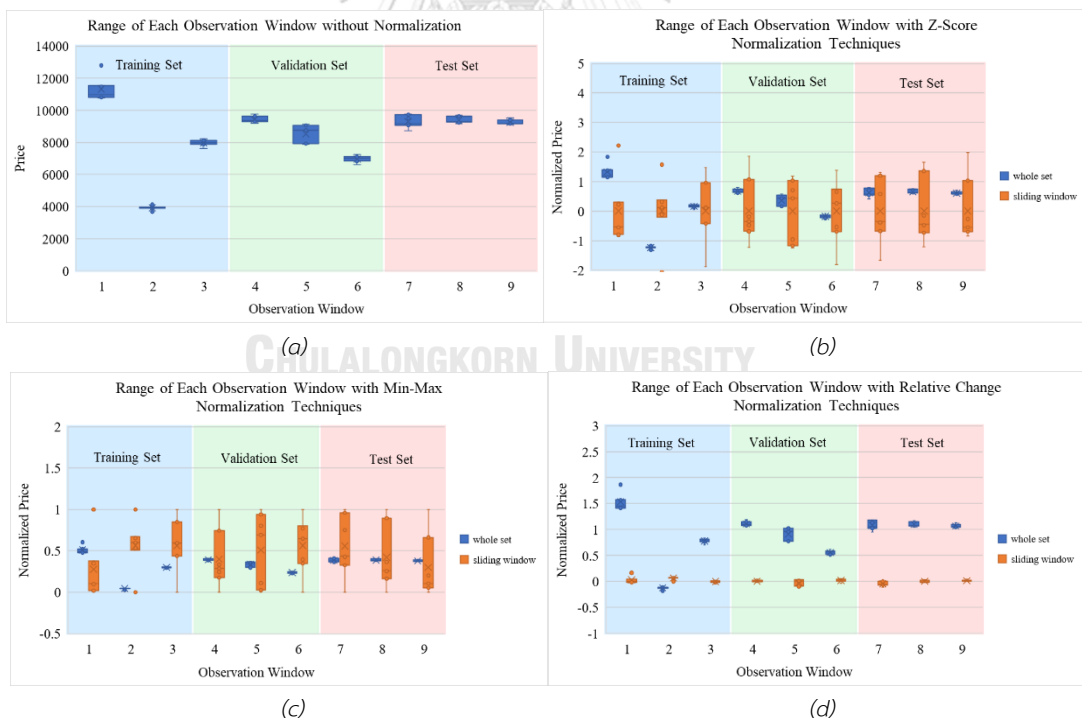 Range of Each Observation Window without Normalization
14000
12000
10000
8000
6000
4000
2000
0
Price
Training Set
Validation Set
Test Set
1 2 3 4 5 6 7 8 9
Observation Window
(a)
Range of Each Observation Window with Z-Score
Normalization Techniques
5
4
3
2
1
0
-1
-2
Normalized Price
Training Set
Validation Set
Test Set
whole set
sliding window
1 2 3 4 5 6 7 8 9
Observation Window
(b)
CHULALONGKORN UNIVERSITY
Range of Each Observation Window with Min-Max
Normalization Techniques
2
1.5
1
0.5
0
-0.5
Normalized Price
Training Set
Validation Set
Test Set
whole set
sliding window
1 2 3 4 5 6 7 8 9
Observation Window
(c)
Range of Each Observation Window with Relative Change
Normalization Techniques
3
2.5
2
1.5
1
0.5
0
-0.5
-1
Normalized Price
Training Set
Validation Set
Test Set
whole set
sliding window
1 2 3 4 5 6 7 8 9
Observation Window
(d)